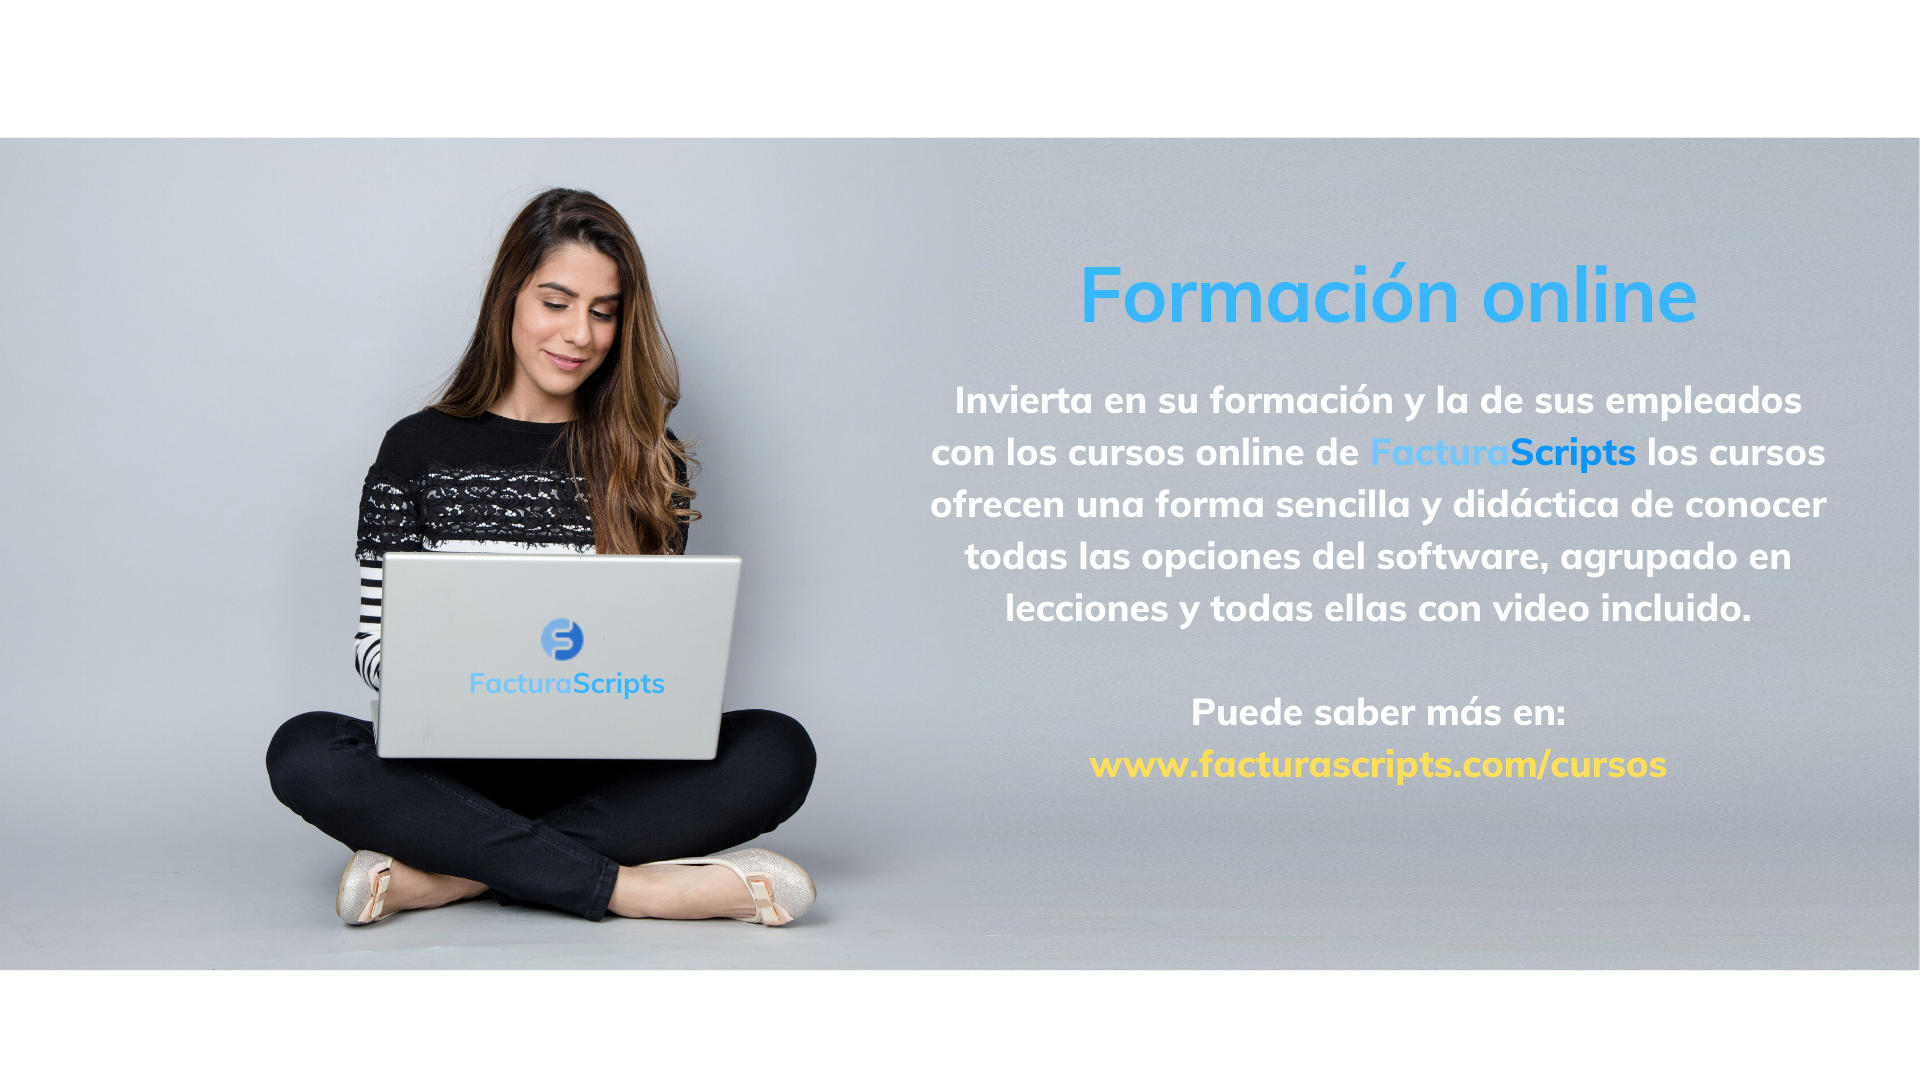 Formación online
Invierta en su formación y la de sus empleados
con los cursos online de FacturaScripts los cursos
ofrecen una forma sencilla y didáctica de conocer
todas las opciones del software, agrupado en
lecciones y todas ellas con video incluido.
Puede saber más en:
www.facturascripts.com/cursos
FacturaScripts